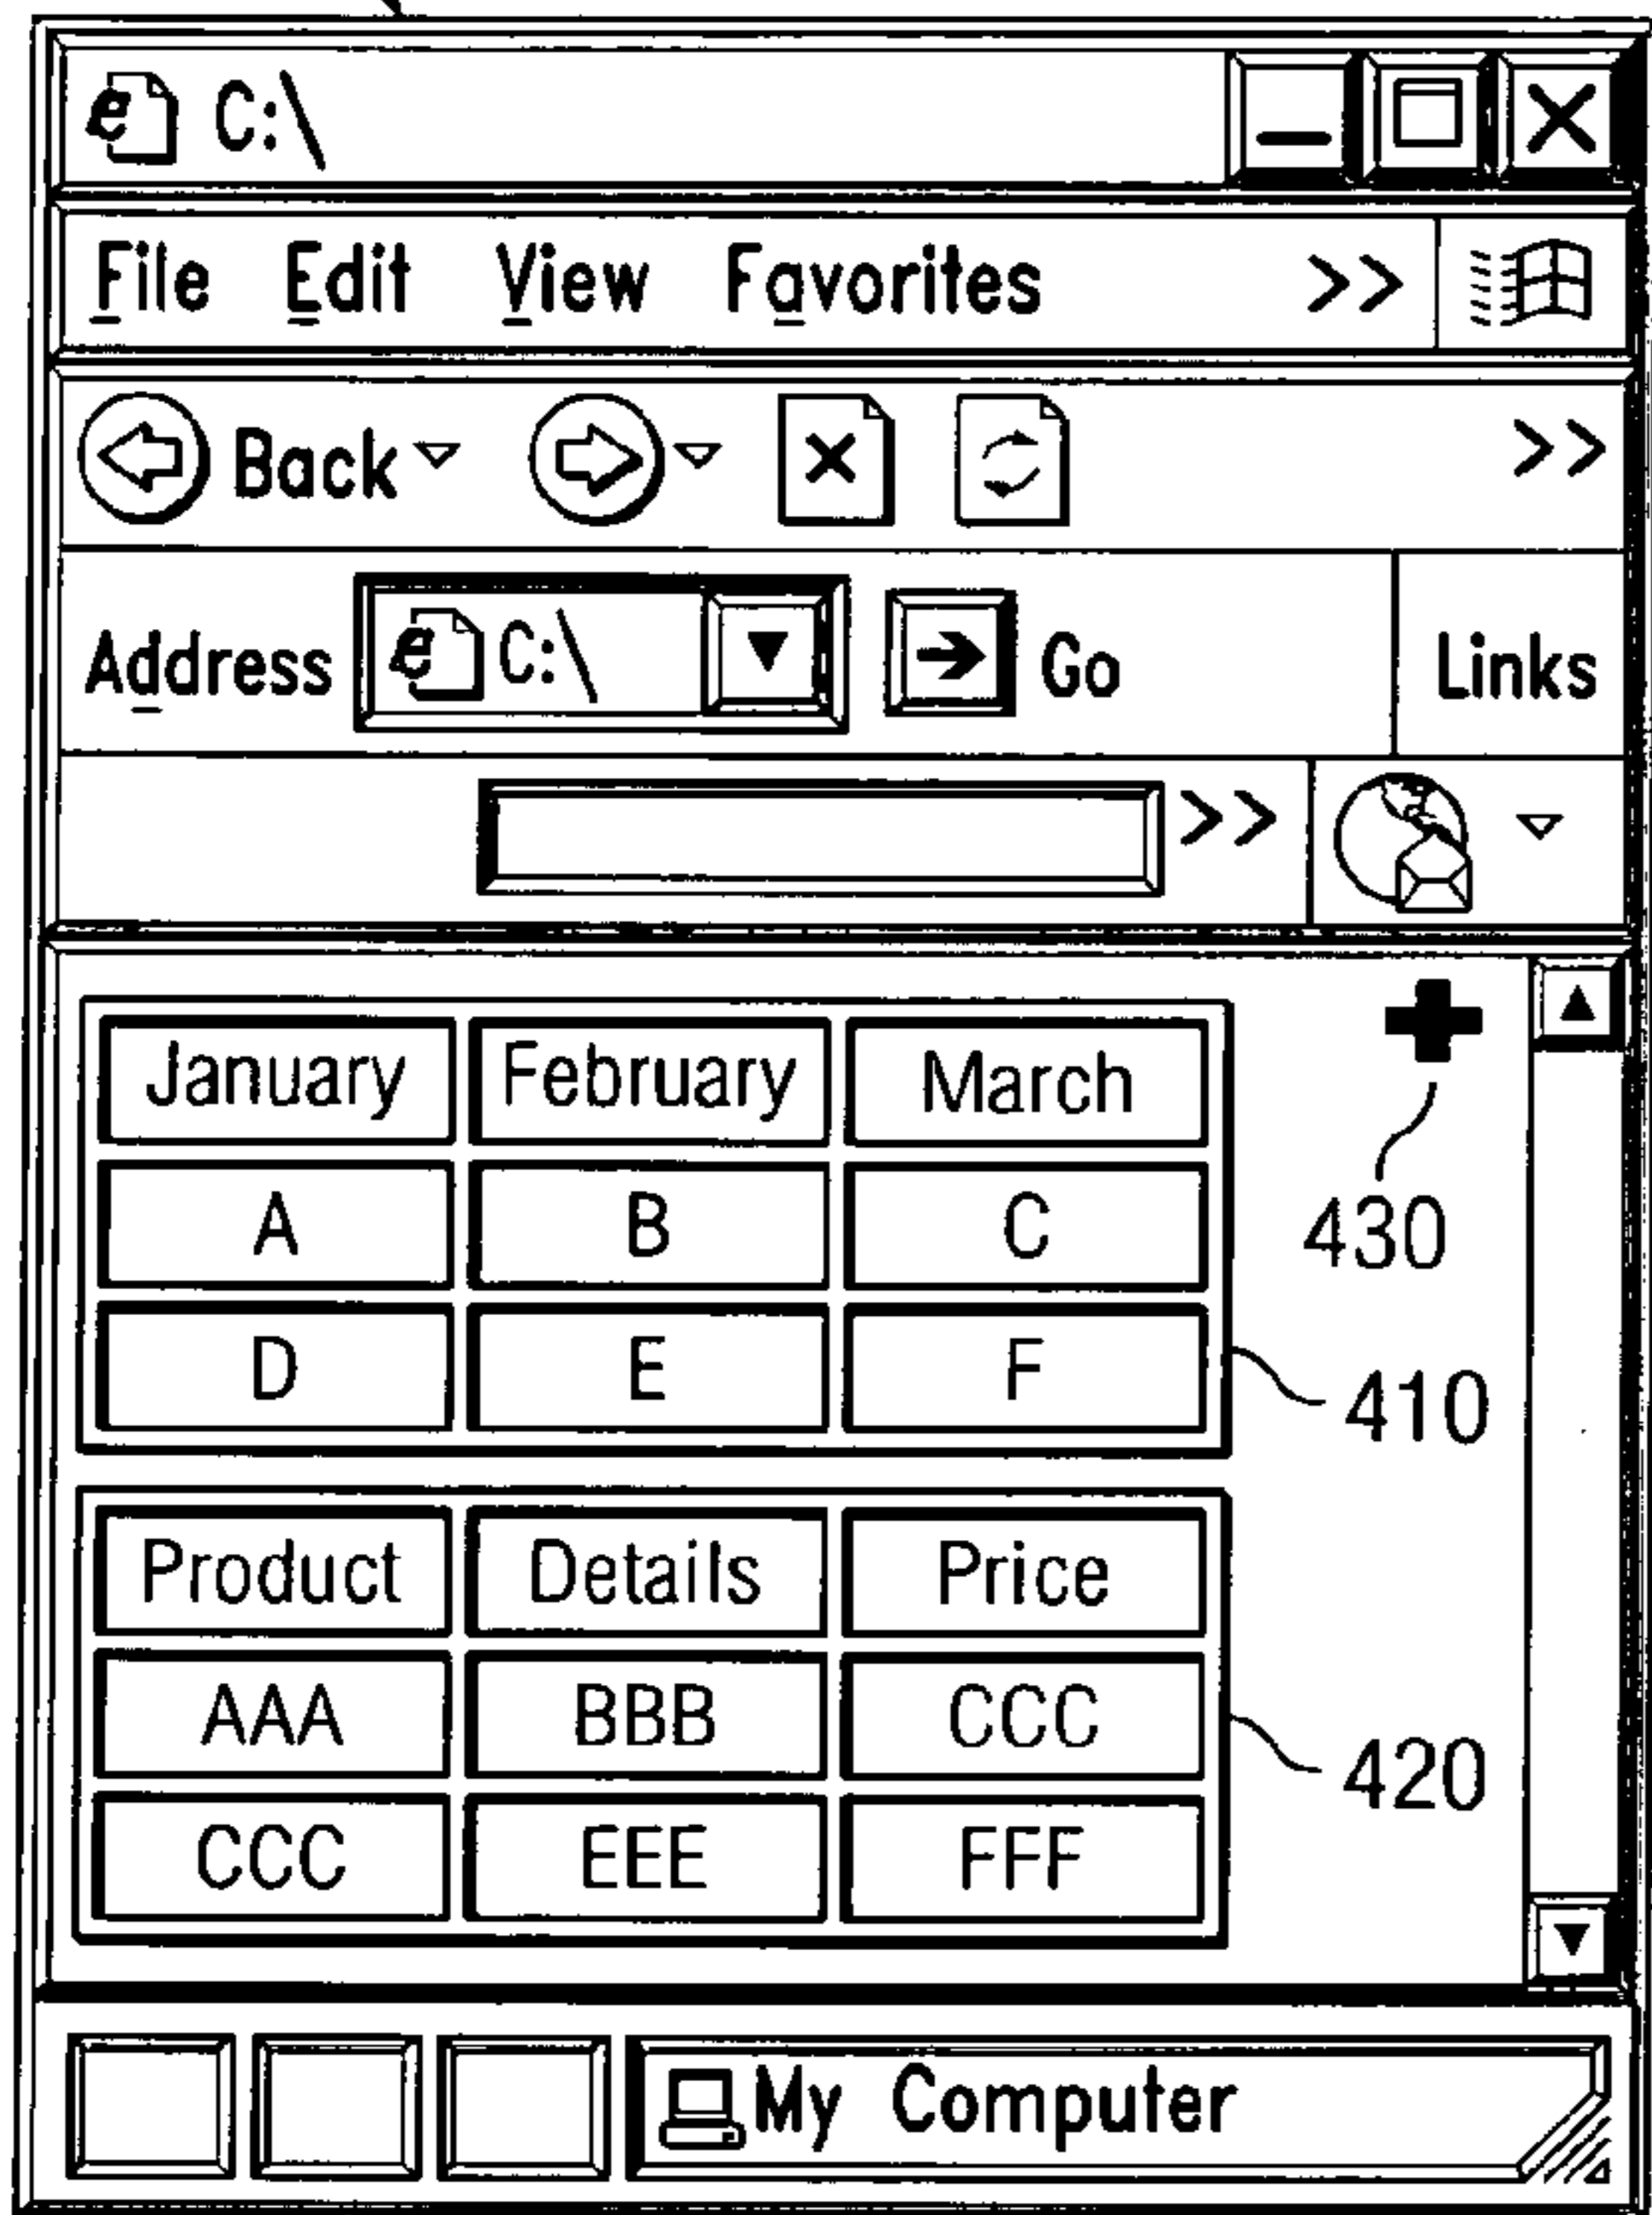 C:\
File Edit View Favorites >>
Back >>
Address C:\ Go Links
>>
January February March
A B C
430
D E F
410
Product Details Price
AAA BBB CCC
420
CCC EEE FFF
My Computer